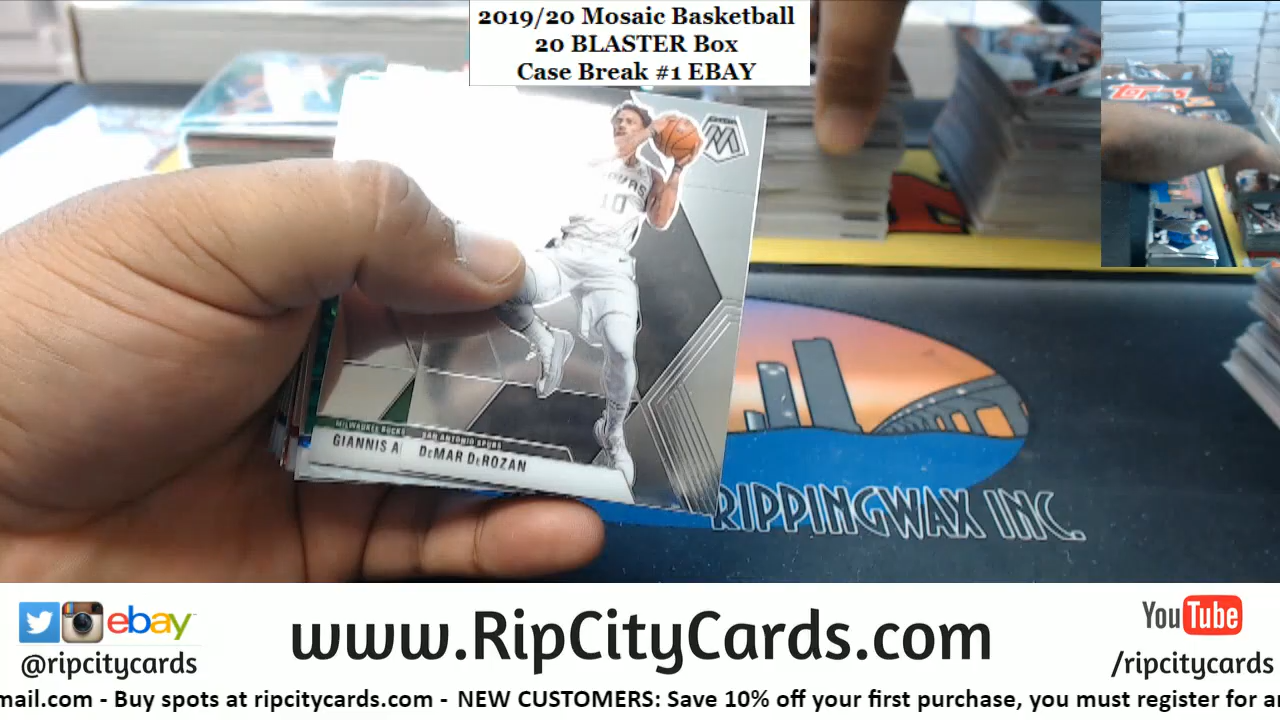 2019/20 Mosaic Basketball
20 BLASTER Box
Case Break #1 EBAY
MILWAUKEE BUCKS
GIANNIS A
SAN ANTONIO SPURS
DeMAR DeROZAN
10
RIPPINGWAX INC.
ebay
@ripcitycards
www.RipCityCards.com
YouTube
/ripcitycards
mail.com - Buy spots at ripcitycards.com - NEW CUSTOMERS: Save 10% off your first purchase, you must register for a